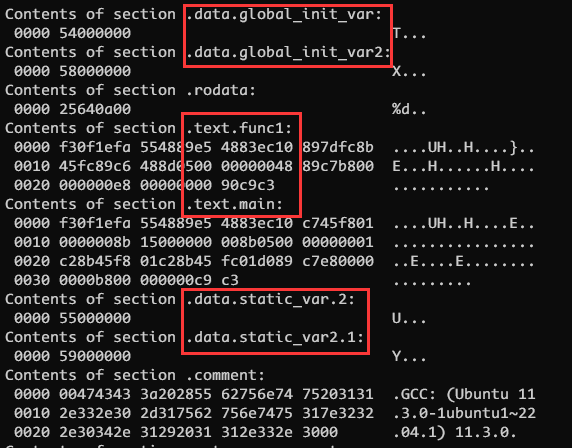 Contents of section .data.global_init_var:
 0000 54000000                             T...
Contents of section .data.global_init_var2:
 0000 58000000                             X...
Contents of section .rodata:
 0000 25640a00                             %d..
Contents of section .text.func1:
 0000 f30f1efa 554889e5 4883ec10 897dfc8b  ....UH..H....}..
 0010 45fc89c6 488d0500 00000048 89c7b800  E...H......H....
 0020 000000e8 00000000 90c9c3             ...........
Contents of section .text.main:
 0000 f30f1efa 554889e5 4883ec10 c745f801  ....UH..H....E..
 0010 0000008b 15000000 008b0500 00000001  ................
 0020 c28b45f8 01c28b45 fc01d089 c7e80000  ..E....E........
 0030 0000b800 000000c9 c3                 .........
Contents of section .data.static_var.2:
 0000 55000000                             U...
Contents of section .data.static_var2.1:
 0000 59000000                             Y...
Contents of section .comment:
 0000 00474343 3a202855 62756e74 75203131  .GCC: (Ubuntu 11
 0010 2e332e30 2d317562 756e7475 317e3232  .3.0-1ubuntu1~22
 0020 2e30342e 31292031 312e332e 3000      .04.1) 11.3.0.